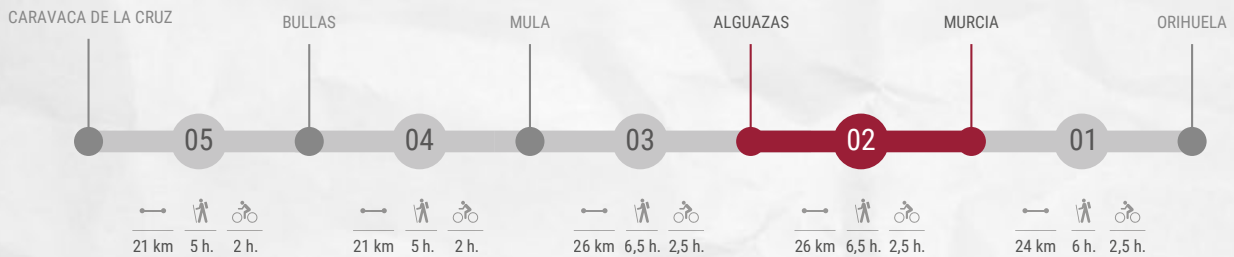 CARAVACA DE LA CRUZ BULLAS MULA ALGUAZAS MURCIA ORIHUELA
05 04 03 02 01
21 km 5 h. 2 h. 21 km 5 h. 2 h. 26 km 6,5 h. 2,5 h. 26 km 6,5 h. 2,5 h. 24 km 6 h. 2,5 h.